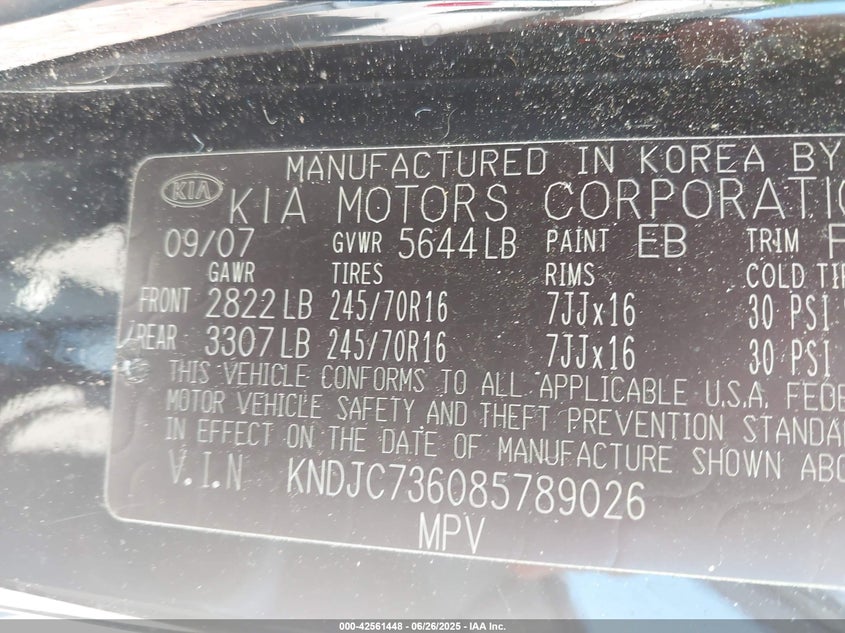 MANUFACTURED IN KOREA BY
KIA KIA MOTORS CORPORATIO
09/07 GVWR 5644LB PAINT EB TRIM
GAWR TIRES RIMS COLD TI
FRONT 2822LB 245/70R16 7JJx16 30 PSI
REAR 3307LB 245/70R16 7JJx16 30 PSI
THIS VEHICLE CONFORMS TO ALL APPLICABLE U.S.A. FEDE
MOTOR VEHICLE SAFETY AND THEFT PREVENTION STANDA
IN EFFECT ON THE DATE OF MANUFACTURE SHOWN ABO
V.I.N KNDJC736085789026
MPV
000-42561448 - 06/26/2025 - IAA Inc.